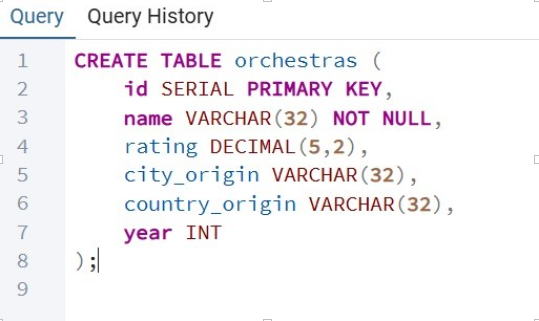 Query Query History
1 CREATE TABLE orchestras (
2 id SERIAL PRIMARY KEY,
3 name VARCHAR(32) NOT NULL,
4 rating DECIMAL(5,2),
5 city_origin VARCHAR(32),
6 country_origin VARCHAR(32),
7 year INT
8 );
9